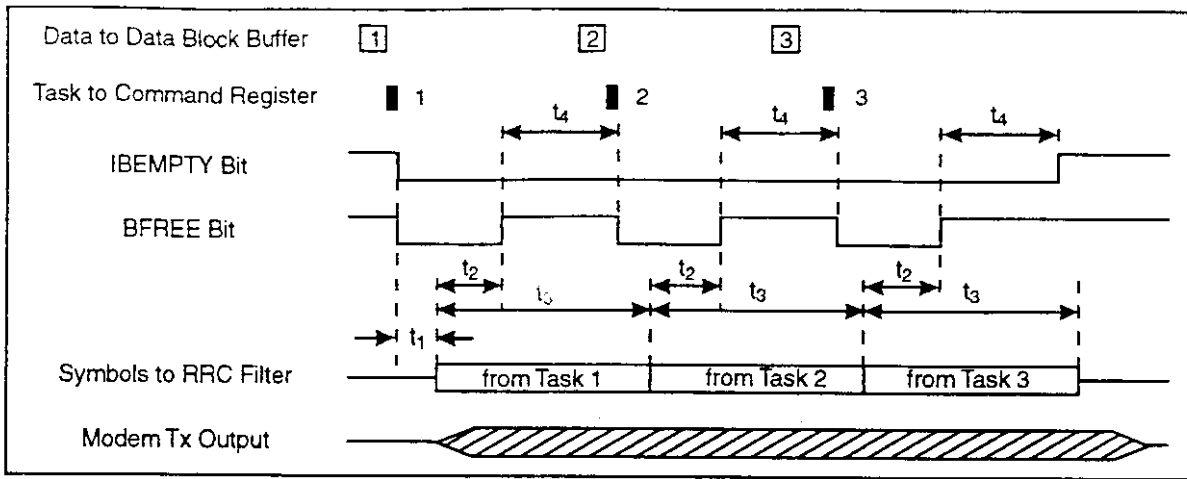 Data to Data Block Buffer 1 2 3
Task to Command Register 1 2 3
t4 t4 t4
IBEMPTY Bit
BFREE Bit
t2 t2 t2
t3 t3
t1
Symbols to RRC Filter from Task 1 from Task 2 from Task 3
Modem Tx Output